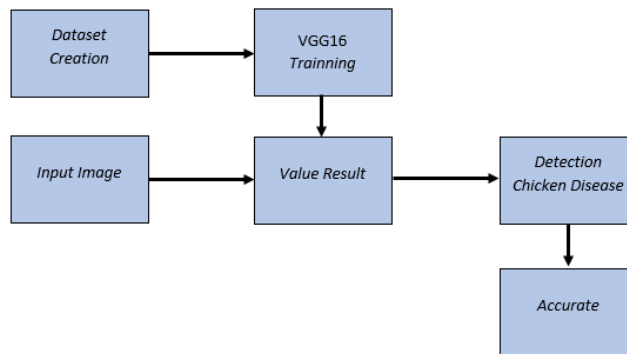 Dataset
Creation
VGG16
Trainning
Input Image
Value Result
Detection
Chicken Disease
Accurate